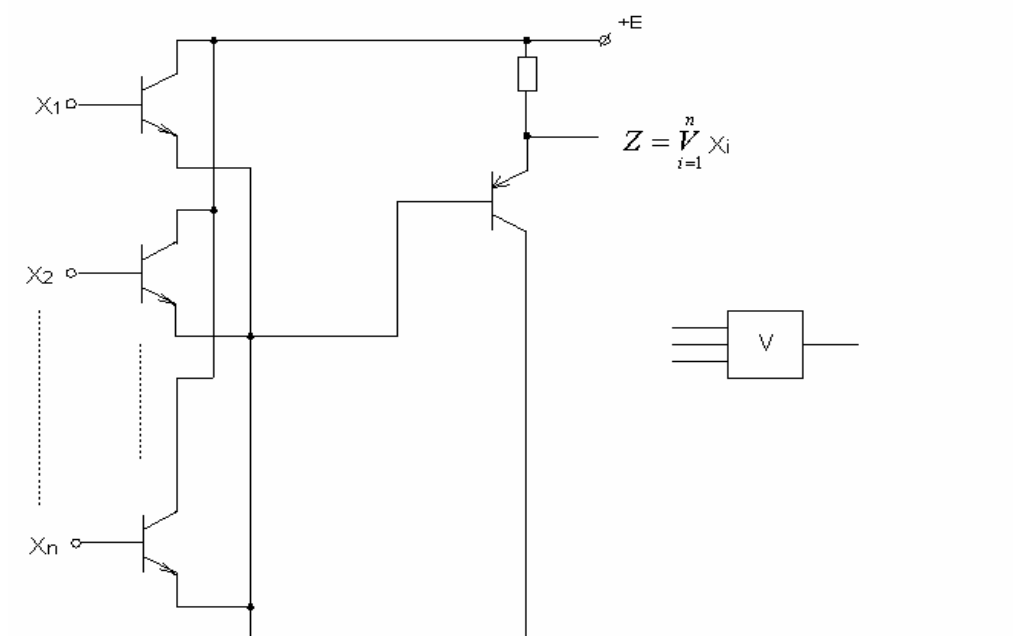 +E
X1
Z = V i=1 n Xi
X2
V
Xn